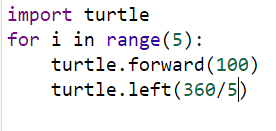 import turtle
for i in range(5):
    turtle.forward(100)
    turtle.left(360/5)